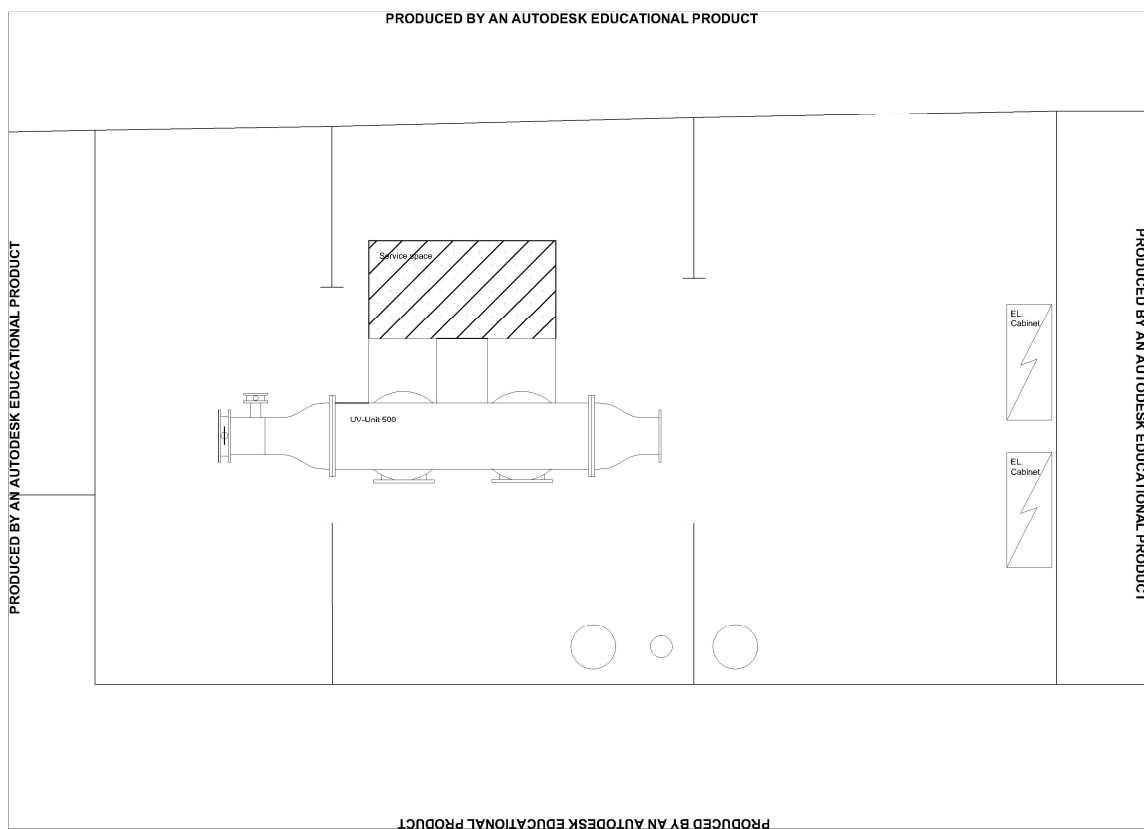 PRODUCED BY AN AUTODESK EDUCATIONAL PRODUCT
PRODUCED BY AN AUTODESK EDUCATIONAL PRODUCT
PRODUCED BY AN AUTODESK EDUCATIONAL PRODUCT
Service space
EL.
Cabinet
UV-Unit 500
EL.
Cabinet
PRODUCED BY AN AUTODESK EDUCATIONAL PRODUCT